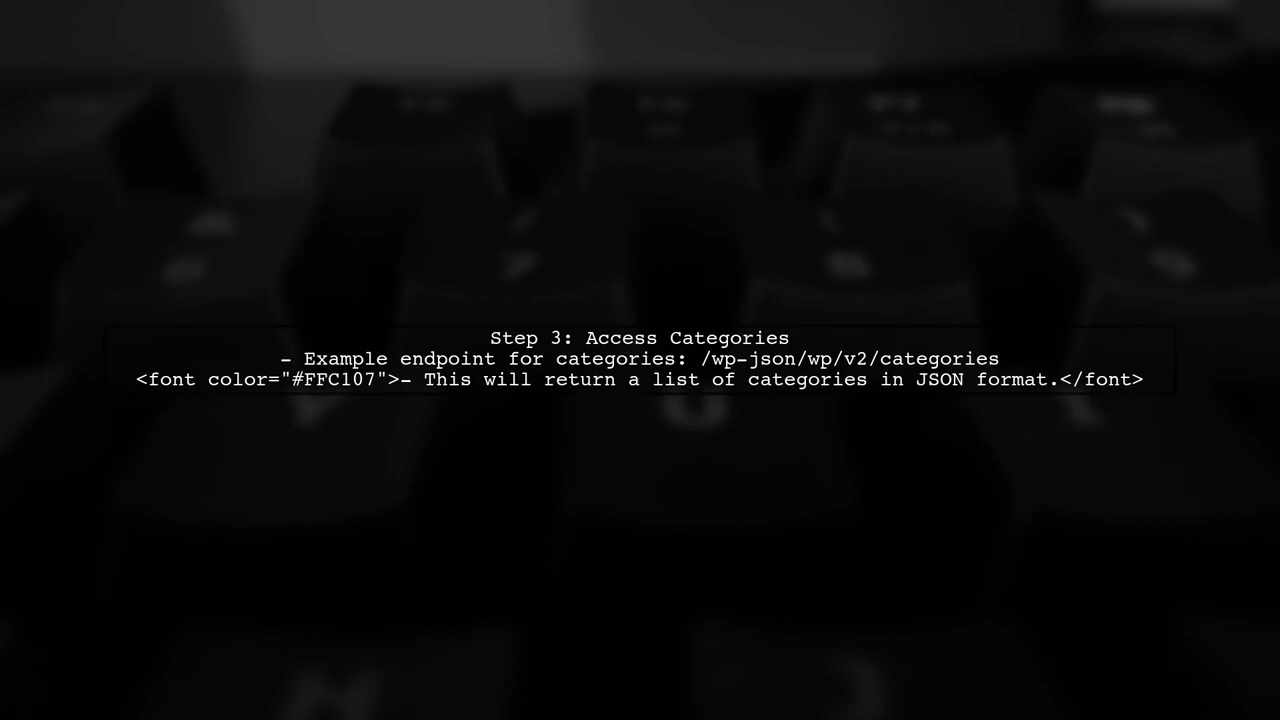 Step 3: Access Categories
- Example endpoint for categories: /wp-json/wp/v2/categories
<font color="#FFC107">- This will return a list of categories in JSON format.</font>